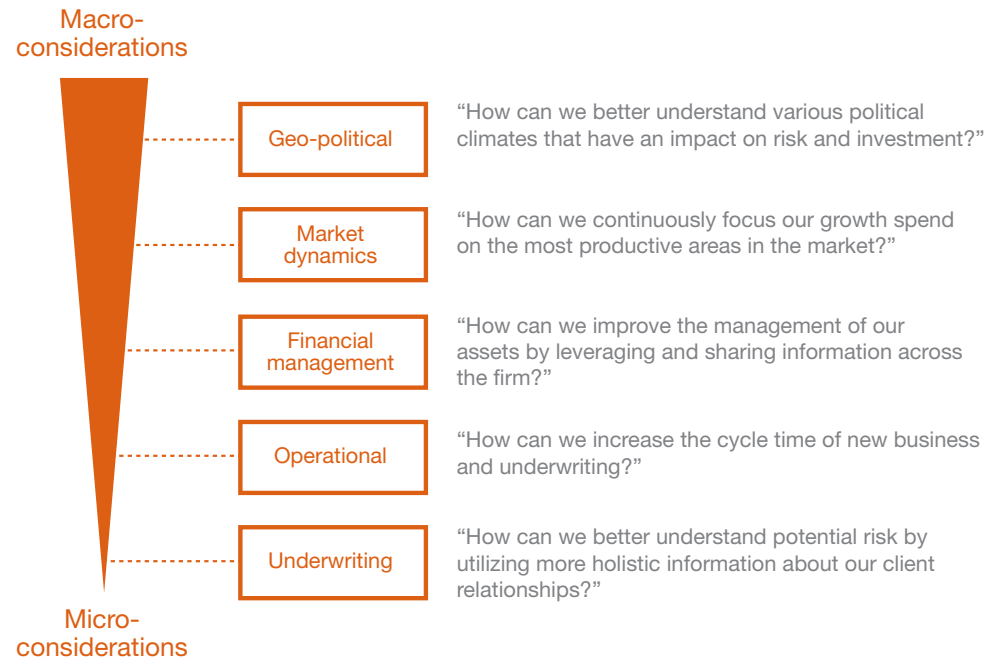 Macro-
considerations
Geo-political
“How can we better understand various political
climates that have an impact on risk and investment?”
Market
dynamics
“How can we continuously focus our growth spend
on the most productive areas in the market?”
Financial
management
“How can we improve the management of our
assets by leveraging and sharing information across
the firm?”
Operational
“How can we increase the cycle time of new business
and underwriting?”
Underwriting
“How can we better understand potential risk by
utilizing more holistic information about our client
relationships?”
Micro-
considerations